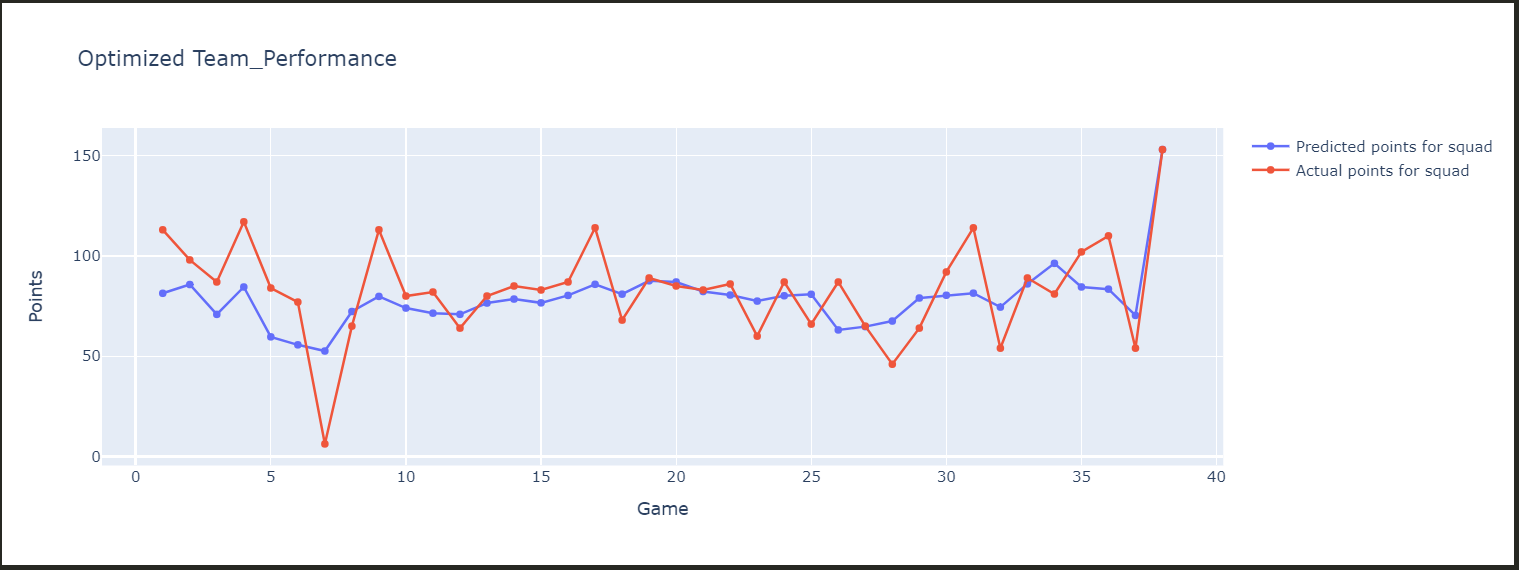 Optimized Team_Performance
Predicted points for squad
Actual points for squad
150
100
50
0
Points
0 5 10 15 20 25 30 35 40
Game